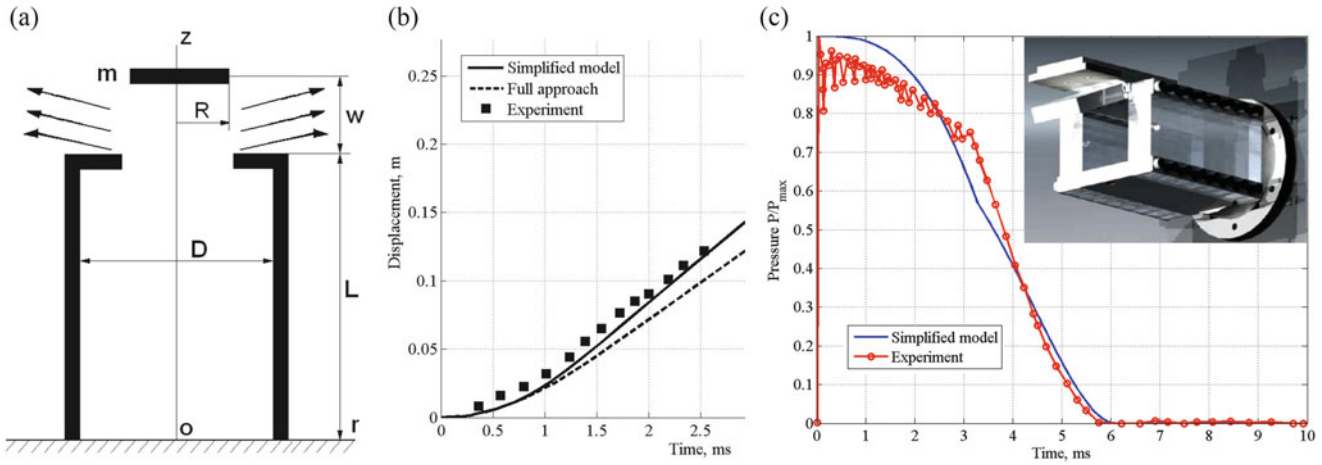 (a)
z
m
R
w
D
L
o
r
(b)
Displacement, m
0.25
0.2
0.15
0.1
0.05
0
Simplified model
Full approach
Experiment
0 0.5 1 1.5 2 2.5
Time, ms
(c)
Pressure P/P_max
1
0.9
0.8
0.7
0.6
0.5
0.4
0.3
0.2
0.1
0
Simplified model
Experiment
0 1 2 3 4 5 6 7 8 9 10
Time, ms